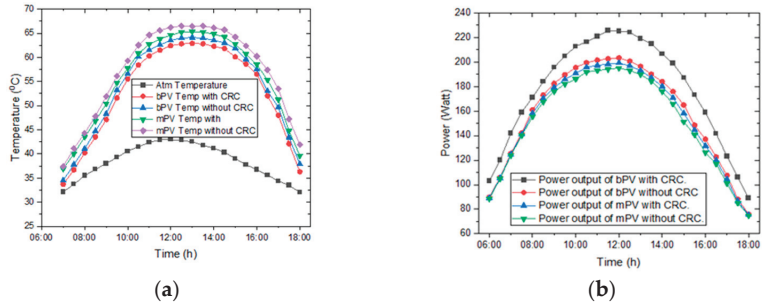 70
65
60
55
50
45
40
35
30
25
Temperature (⁰C)
Atm Temperature
bPV Temp with CRC
bPV Temp without CRC
mPV Temp with
mPV Temp without CRC
06:00 08:00 10:00 12:00 14:00 16:00 18:00
Time (h)
(a)
240
220
200
180
160
140
120
100
80
60
Power (Watt)
Power output of bPV with CRC.
Power output of bPV without CRC
Power output of mPV with CRC.
Power output of mPV without CRC.
06:00 08:00 10:00 12:00 14:00 16:00 18:00
Time (h)
(b)